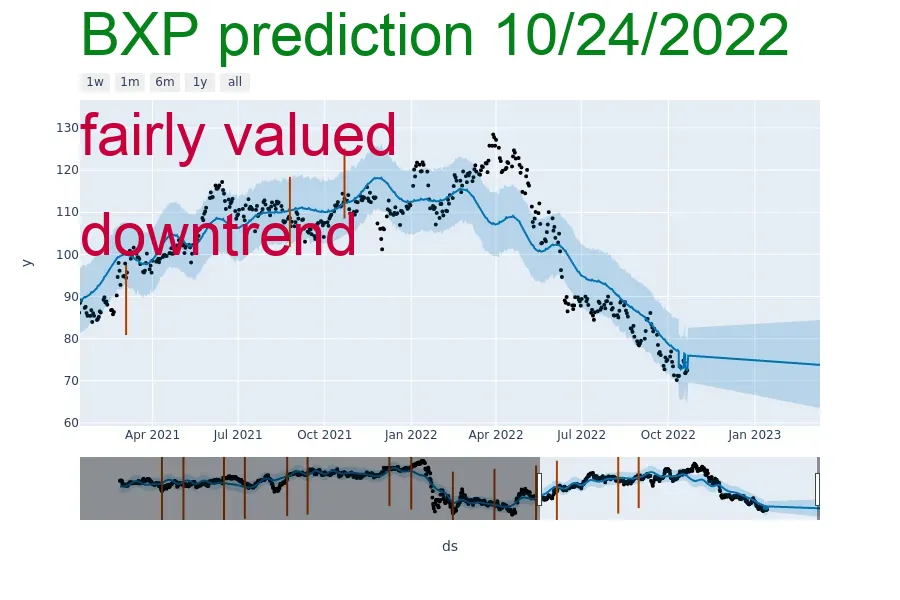 BXP prediction 10/24/2022
1w 1m 6m 1y all
fairly valued
downtrend
130
120
110
100
90
80
70
60
y
Apr 2021 Jul 2021 Oct 2021 Jan 2022 Apr 2022 Jul 2022 Oct 2022 Jan 2023
ds